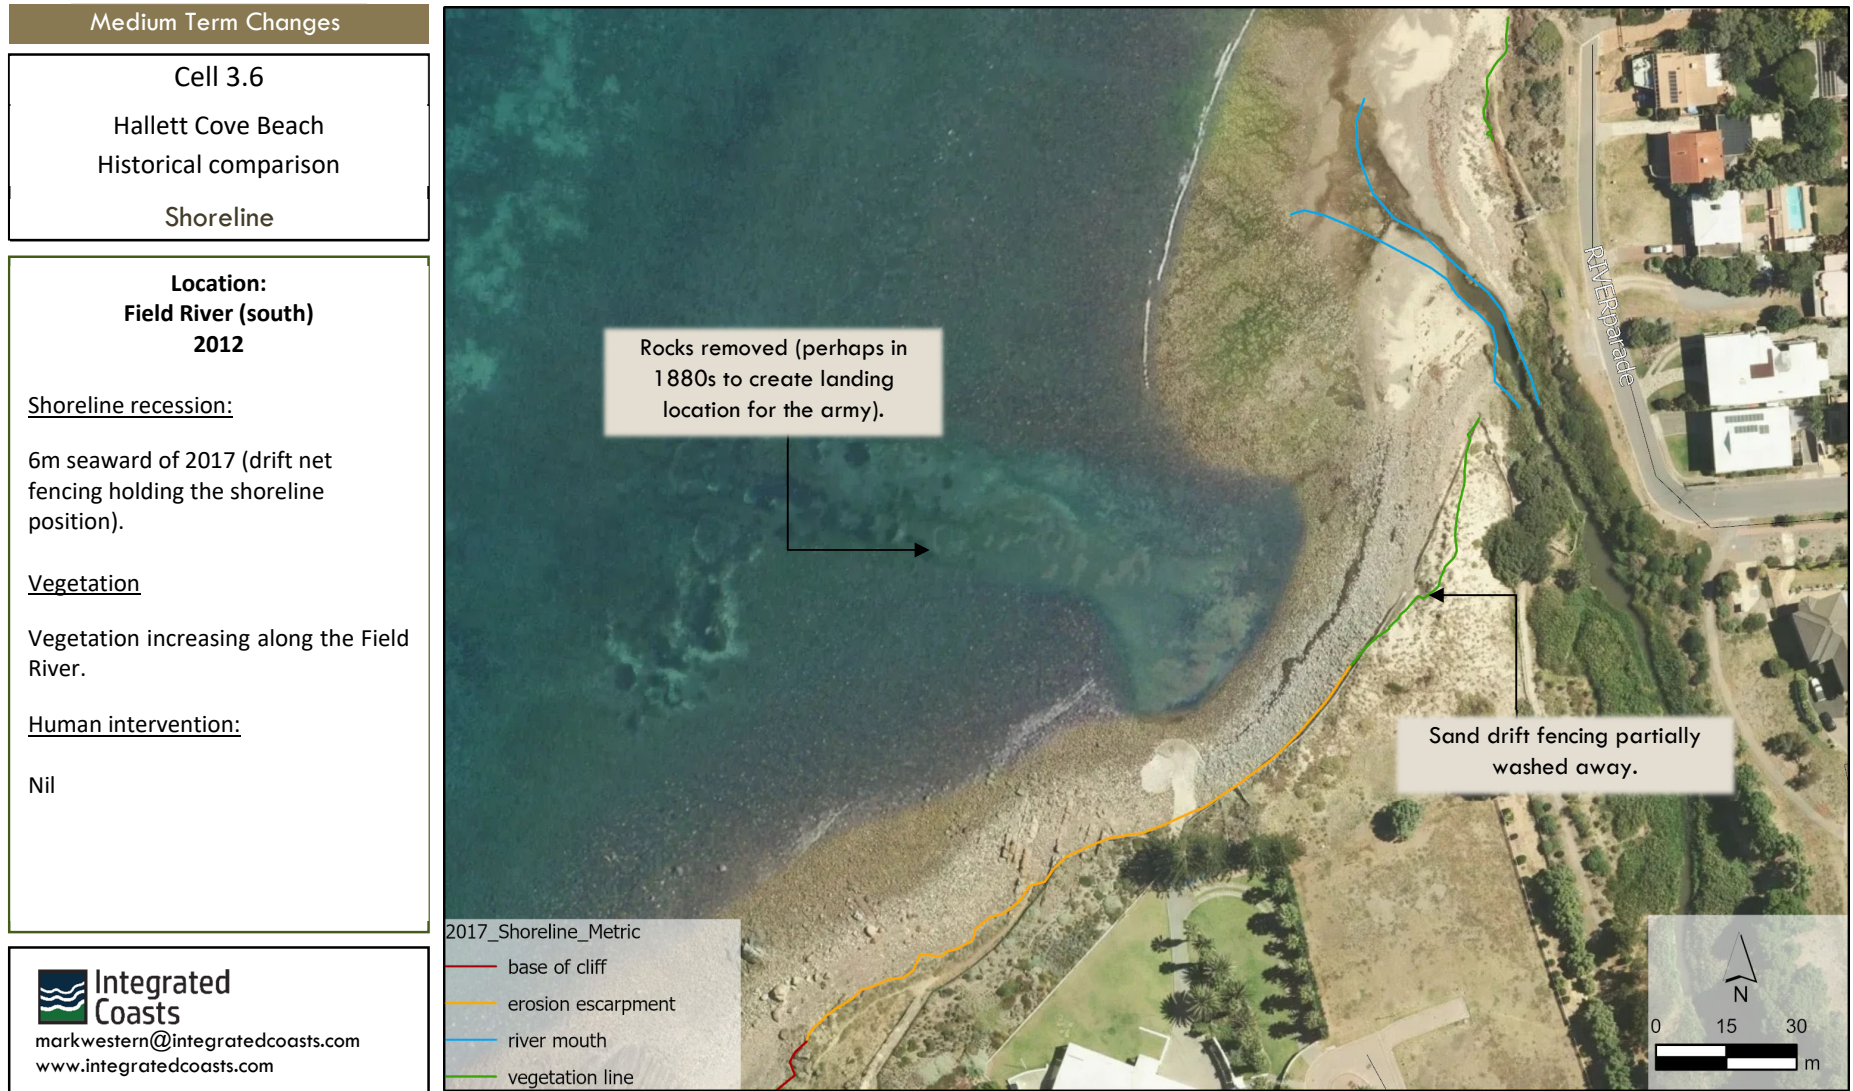 Medium Term Changes
Cell 3.6
Hallett Cove Beach
Historical comparison
Shoreline
Location:
Field River (south)
2012
Shoreline recession:
6m seaward of 2017 (drift net
fencing holding the shoreline
position).
Vegetation
Vegetation increasing along the Field
River.
Human intervention:
Nil
Integrated
Coasts
markwestern@integratedcoasts.com
www.integratedcoasts.com
Rocks removed (perhaps in
1880s to create landing
location for the army).
RIVERparade
Sand drift fencing partially
washed away.
2017_Shoreline_Metric
base of cliff
erosion escarpment
river mouth
vegetation line
N
0 15 30
m